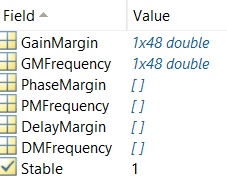 Field Value
GainMargin 1x48 double
GMFrequency 1x48 double
PhaseMargin []
PMFrequency []
DelayMargin []
DMFrequency []
Stable 1